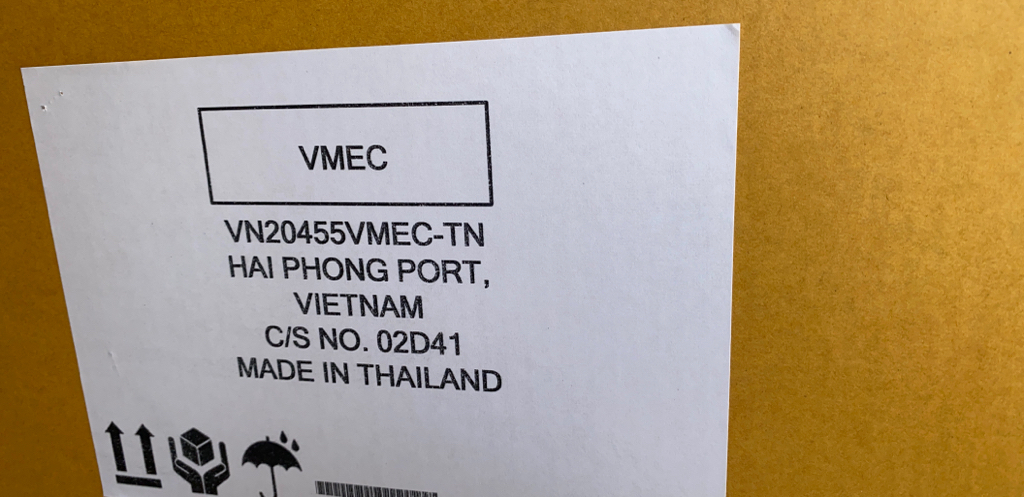 VMEC
VN20455VMEC-TN
HAI PHONG PORT,
VIETNAM
C/S NO. 02D41
MADE IN THAILAND